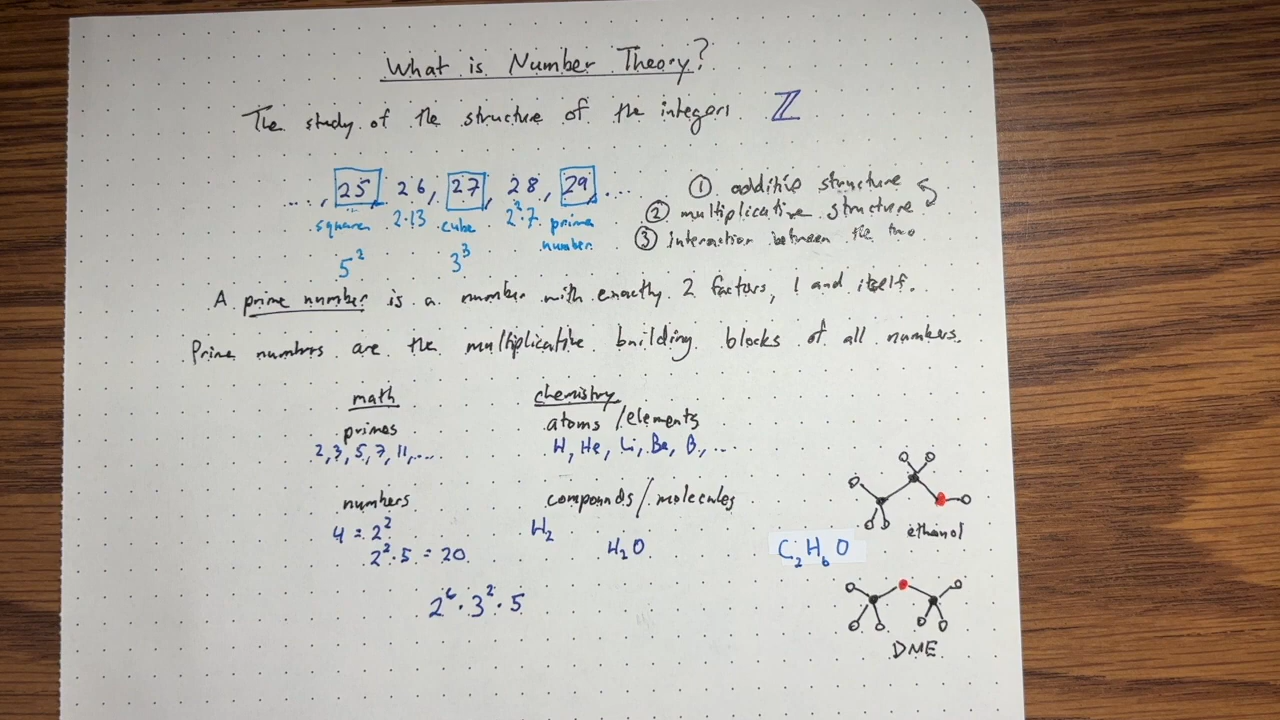 What is Number Theory?
The study of the structure of the integers ℤ
..., 25, 26, 27, 28, 29, ...
square 2·13 cube 2²·7 prime number
5² 3³
① additive structure
② multiplicative structure
③ Interaction between the two
A prime number is a number with exactly 2 factors, 1 and itself.
Prime numbers are the multiplicative building blocks of all numbers.
math chemistry
primes atoms/elements
2, 3, 5, 7, 11, ... H, He, Li, Be, B, ...
numbers compounds/molecules
4 = 2² H₂
2²·5 = 20 H₂O C₂H₆O
2⁶·3²·5
ethanol
DME